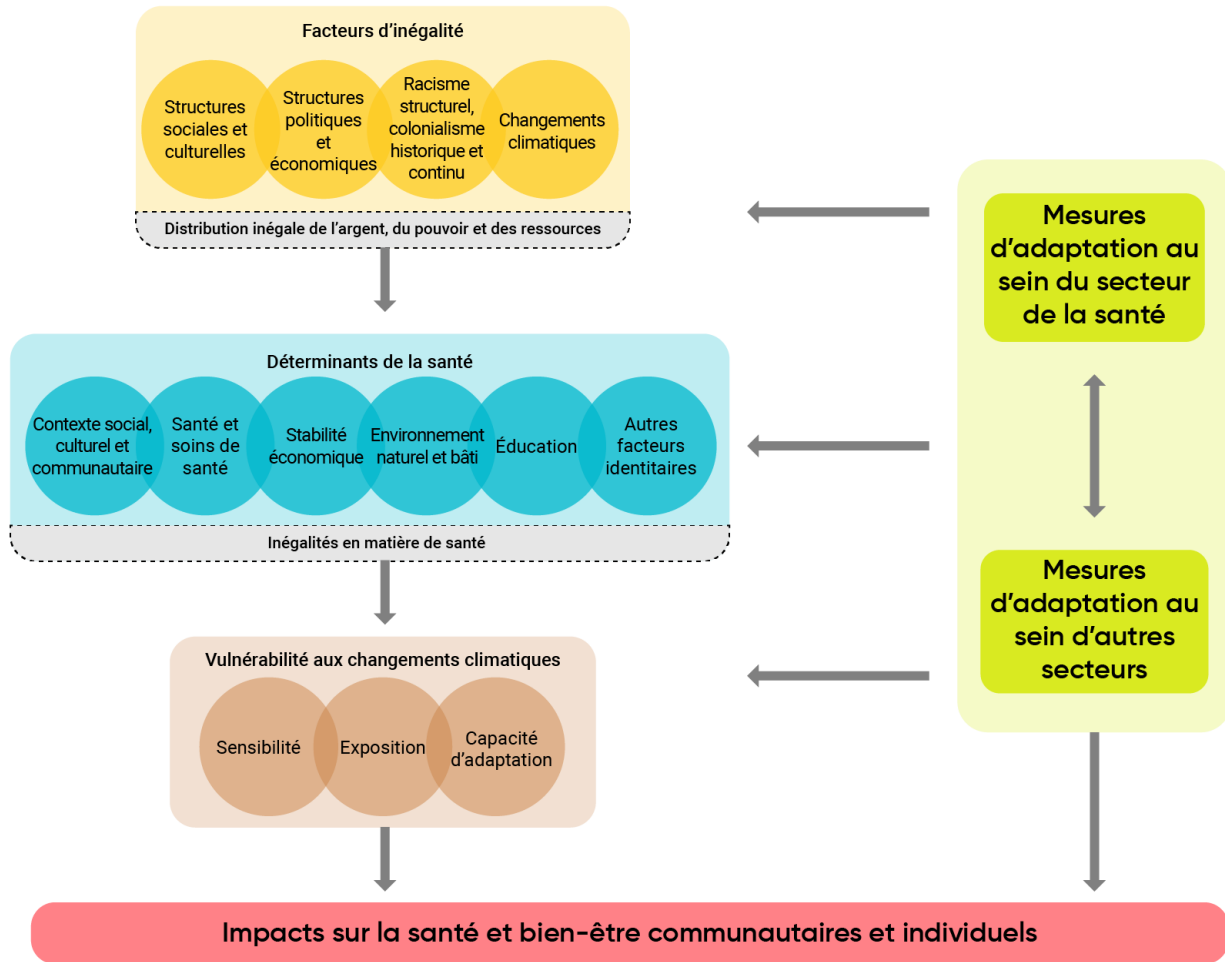 Facteurs d’inégalité
Structures
sociales et
culturelles
Structures
politiques
et
économiques
Racisme
structurel,
colonialisme
historique et
continu
Changements
climatiques
Distribution inégale de l’argent, du pouvoir et des ressources
Mesures
d’adaptation au
sein du secteur
de la santé
Déterminants de la santé
Contexte social,
culturel et
communautaire
Santé et
soins de
santé
Stabilité
économique
Environnement
naturel et bâti
Éducation
Autres
facteurs
identitaires
Inégalités en matière de santé
Mesures
d’adaptation au
sein d’autres
secteurs
Vulnérabilité aux changements climatiques
Sensibilité
Exposition
Capacité
d’adaptation
Impacts sur la santé et bien-être communautaires et individuels